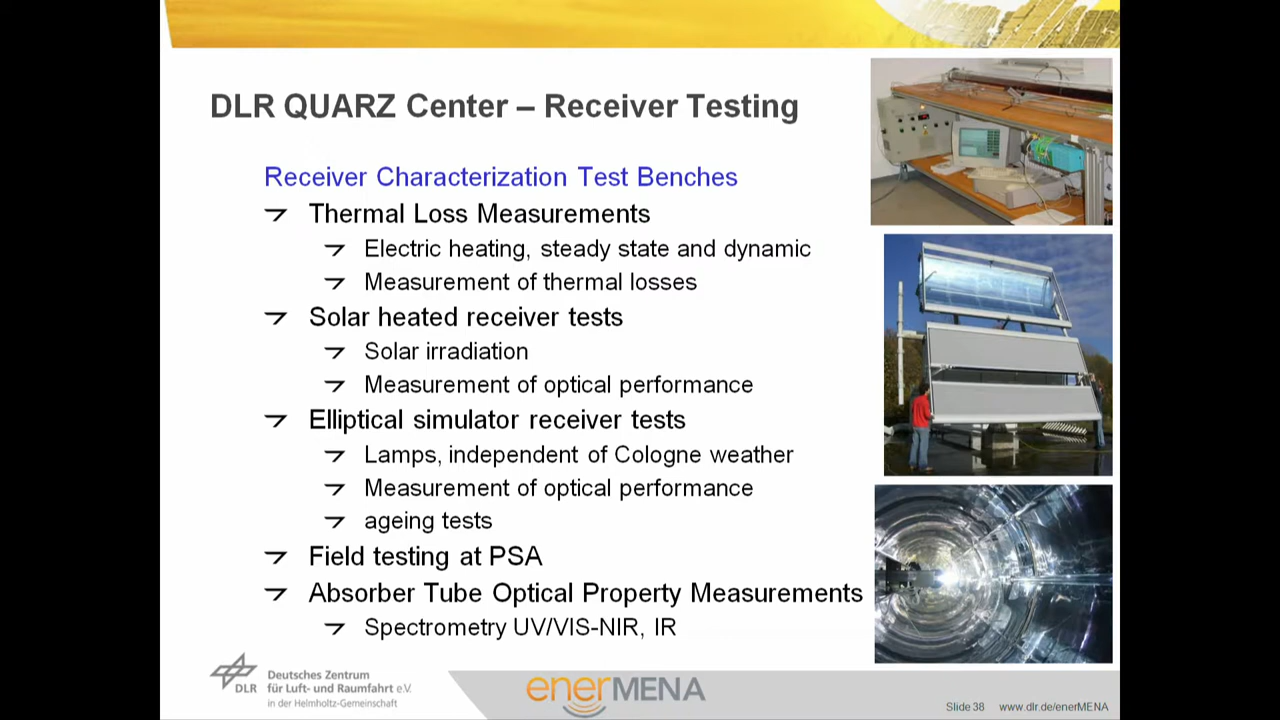 DLR QUARZ Center – Receiver Testing
Receiver Characterization Test Benches
Thermal Loss Measurements
Electric heating, steady state and dynamic
Measurement of thermal losses
Solar heated receiver tests
Solar irradiation
Measurement of optical performance
Elliptical simulator receiver tests
Lamps, independent of Cologne weather
Measurement of optical performance
ageing tests
Field testing at PSA
Absorber Tube Optical Property Measurements
Spectrometry UV/VIS-NIR, IR
DLR
Deutsches Zentrum
für Luft- und Raumfahrt e.V.
in der Helmholtz-Gemeinschaft
enerMENA
Slide 38 www.dlr.de/enerMENA